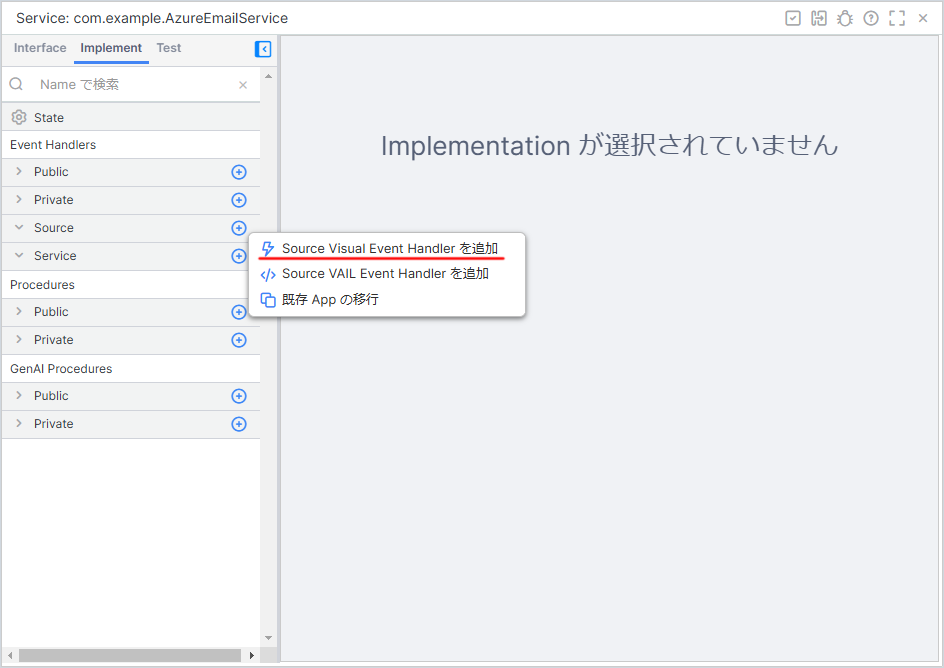 Service: com.example.AzureEmailService
Interface Implement Test
Name で検索
State
Event Handlers
Public
Private
Source
Service
Procedures
Public
Private
GenAI Procedures
Public
Private
Source Visual Event Handler を追加
Source VAIL Event Handler を追加
既存 App の移行
Implementation が選択されていません